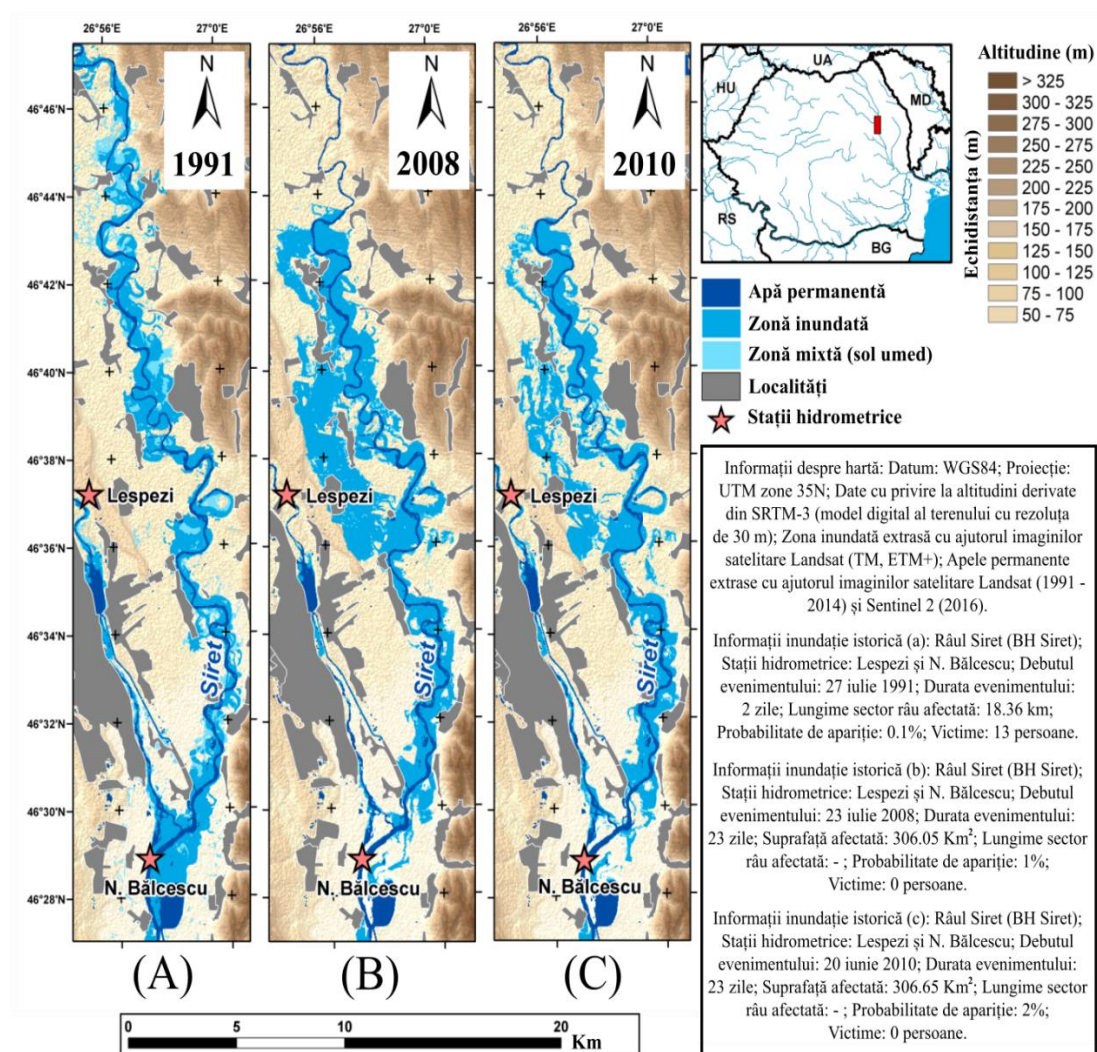 26°56'E
27°0'E
26°56'E
27°0'E
26°56'E
27°0'E
N
1991
N
2008
N
2010
46°46'N
46°44'N
46°42'N
46°40'N
46°38'N
46°36'N
46°34'N
46°32'N
46°30'N
46°28'N
Lespezi
Siret
N. Bălcescu
Lespezi
Siret
N. Bălcescu
Lespezi
Siret
N. Bălcescu
(A)
(B)
(C)
0
5
10
20
Km
UA
HU
MD
RS
BG
Altitudine (m)
Echidistanța (m)
> 325
300 - 325
275 - 300
250 - 275
225 - 250
200 - 225
175 - 200
150 - 175
125 - 150
100 - 125
75 - 100
50 - 75
Apă permanentă
Zonă inundată
Zonă mixtă (sol umed)
Localități
Stații hidrometrice
Informații despre hartă: Datum: WGS84; Proiecție:
UTM zone 35N; Date cu privire la altitudini derivate
din SRTM-3 (model digital al terenului cu rezoluța
de 30 m); Zona inundată extrasă cu ajutorul imaginilor
satelitare Landsat (TM, ETM+); Apele permanente
extrase cu ajutorul imaginilor satelitare Landsat (1991 -
2014) și Sentinel 2 (2016).
Informații inundație istorică (a): Râul Siret (BH Siret);
Stații hidrometrice: Lespezi și N. Bălcescu; Debutul
evenimentului: 27 iulie 1991; Durata evenimentului:
2 zile; Lungime sector râu afectată: 18.36 km;
Probabilitate de apariție: 0.1%; Victime: 13 persoane.
Informații inundație istorică (b): Râul Siret (BH Siret);
Stații hidrometrice: Lespezi și N. Bălcescu; Debutul
evenimentului: 23 iulie 2008; Durata evenimentului:
23 zile; Suprafață afectată: 306.05 Km²; Lungime sector
râu afectată: - ; Probabilitate de apariție: 1%;
Victime: 0 persoane.
Informații inundație istorică (c): Râul Siret (BH Siret);
Stații hidrometrice: Lespezi și N. Bălcescu; Debutul
evenimentului: 20 iunie 2010; Durata evenimentului:
23 zile; Suprafață afectată: 306.65 Km²; Lungime sector
râu afectată: - ; Probabilitate de apariție: 2%;
Victime: 0 persoane.